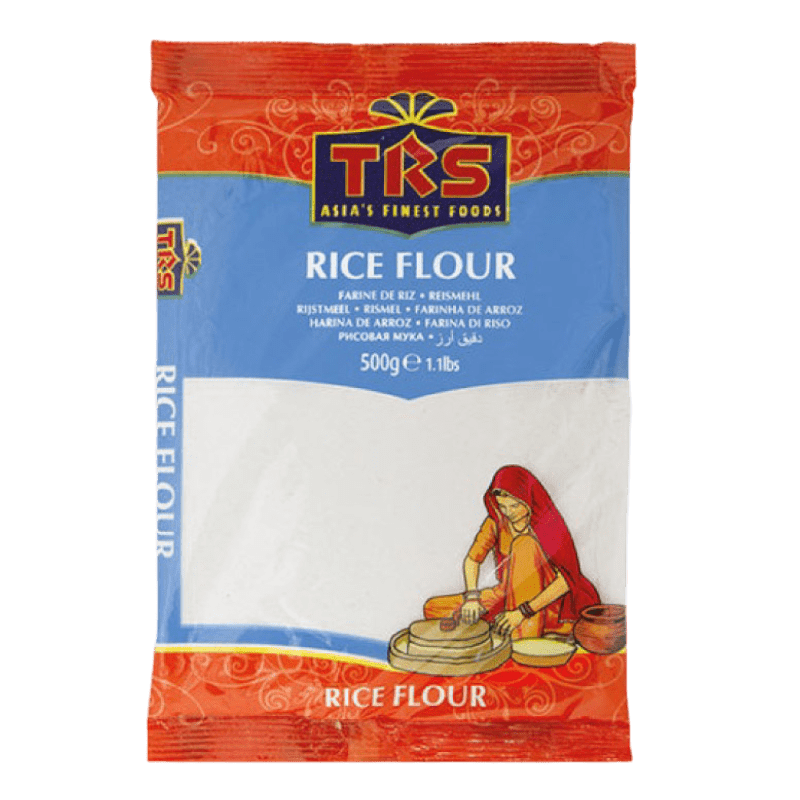 TRS
ASIA'S FINEST FOODS
RICE FLOUR
FARINE DE RIZ • REISMEHL
RIJSTMEEL • RISMEL • FARINHA DE ARROZ
HARINA DE ARROZ • FARINA DI RISO
РИСОВАЯ МУКА • دقيق أرز
500g ℮ 1.1lbs
TRS
RICE FLOUR
RICE FLOUR